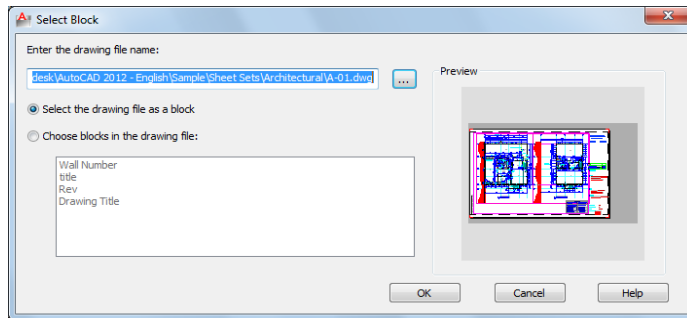 Select Block
Enter the drawing file name:
desk\AutoCAD 2012 - English\Sample\Sheet Sets\Architectural\A-01.dwg
...
Preview
Select the drawing file as a block
Choose blocks in the drawing file:
Wall Number
title
Rev
Drawing Title
OK
Cancel
Help